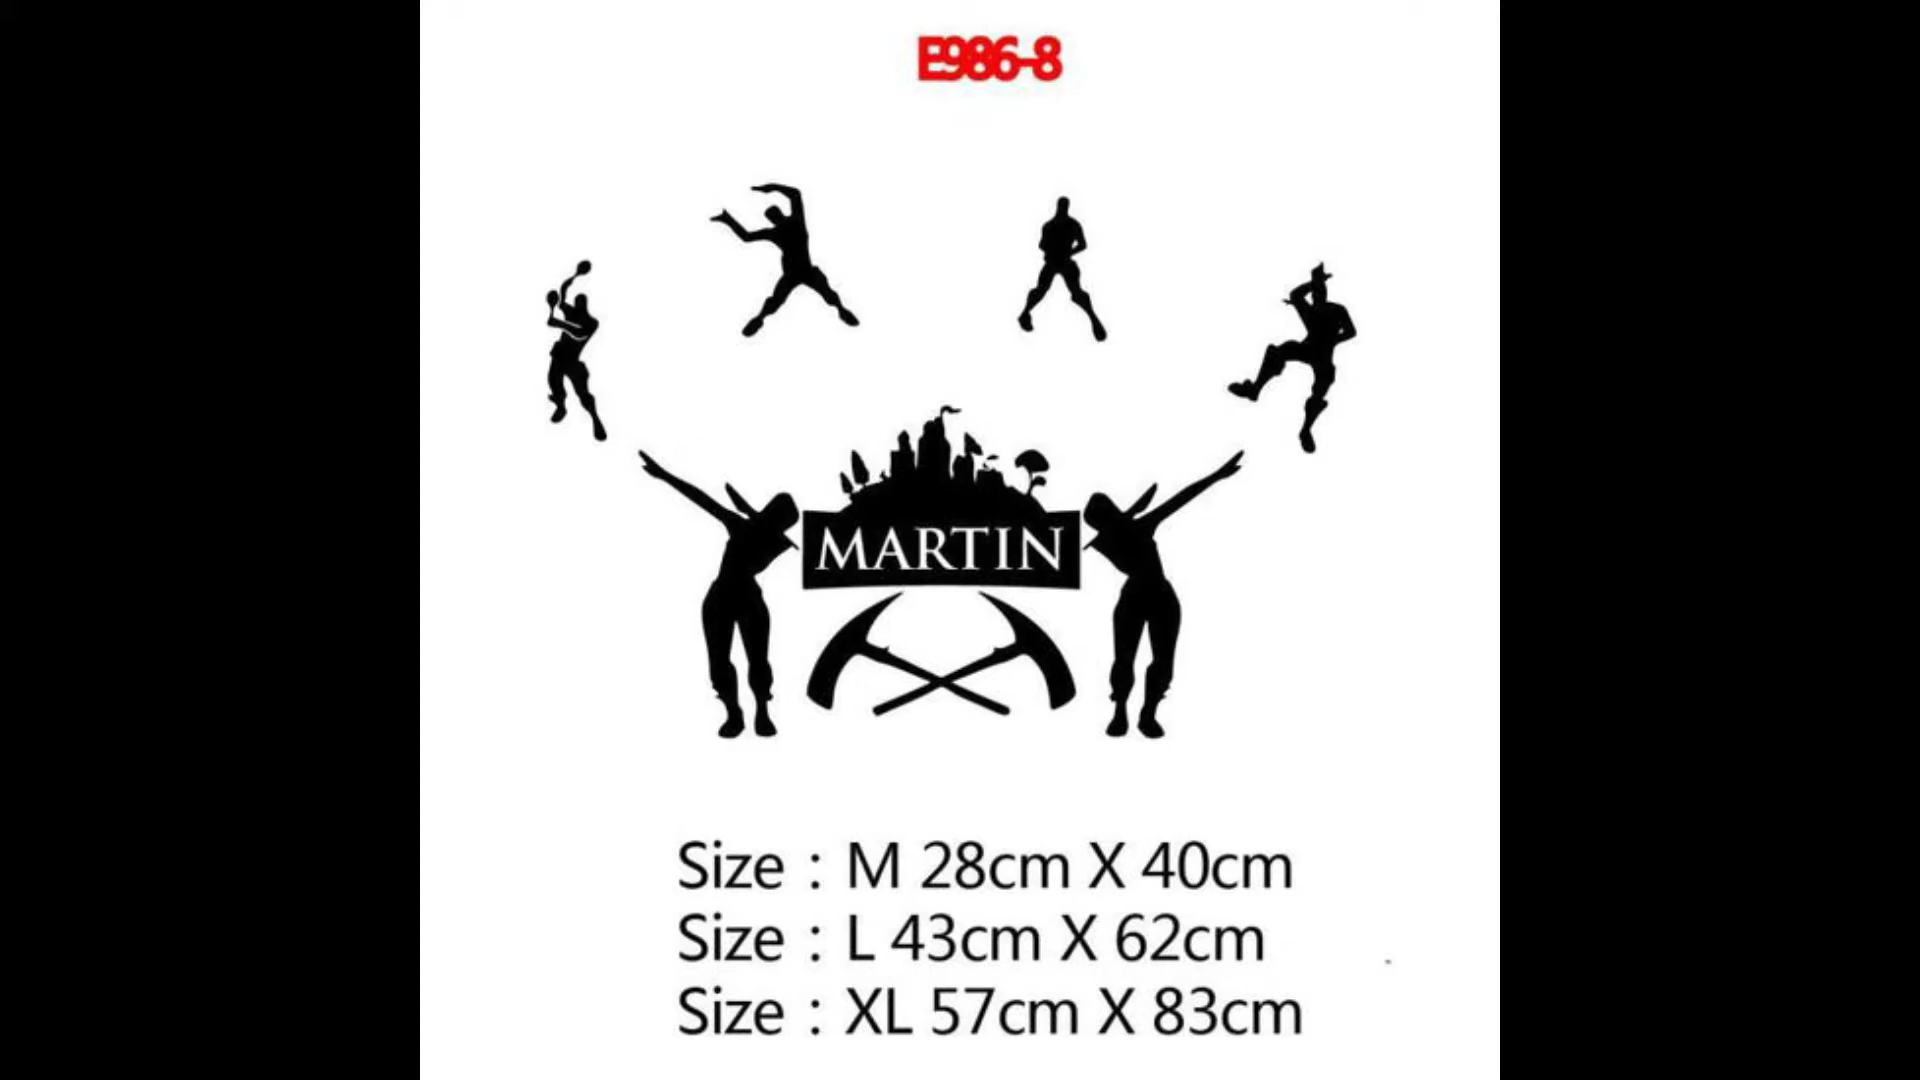 E986-8
MARTIN
Size : M 28cm X 40cm
Size : L 43cm X 62cm
Size : XL 57cm X 83cm